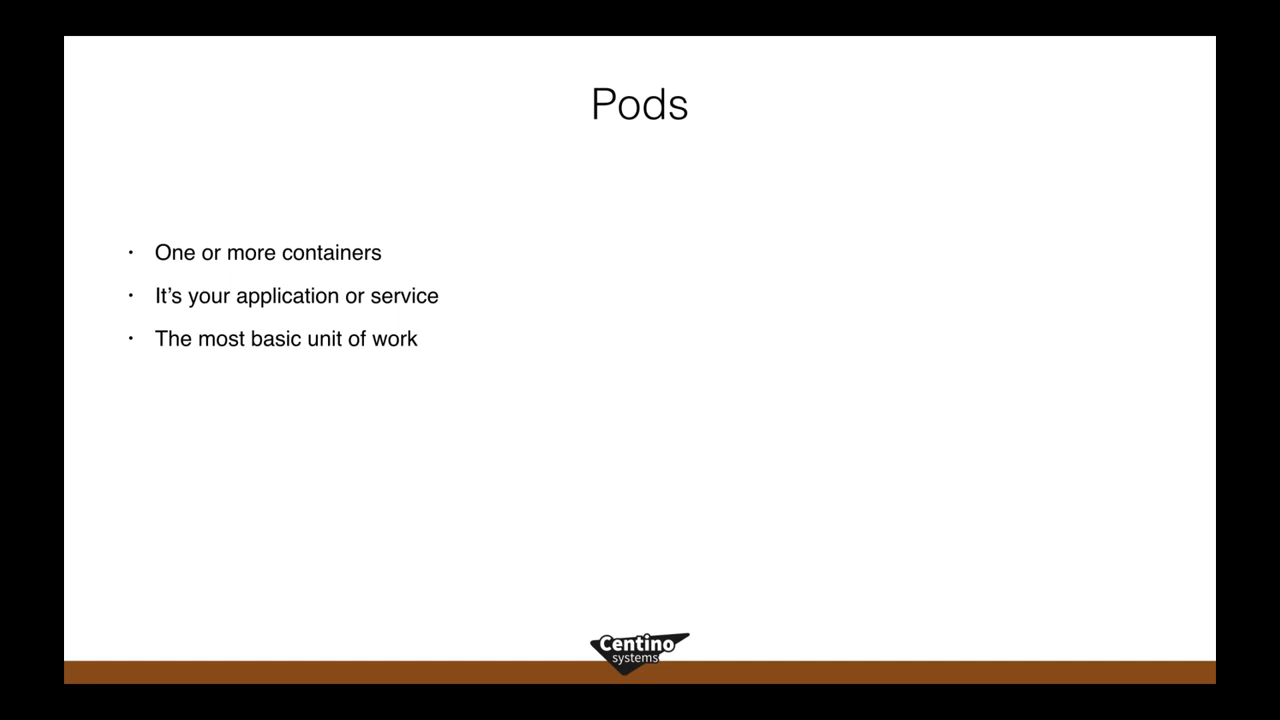 Pods
• One or more containers
• It’s your application or service
• The most basic unit of work
Centino
systems